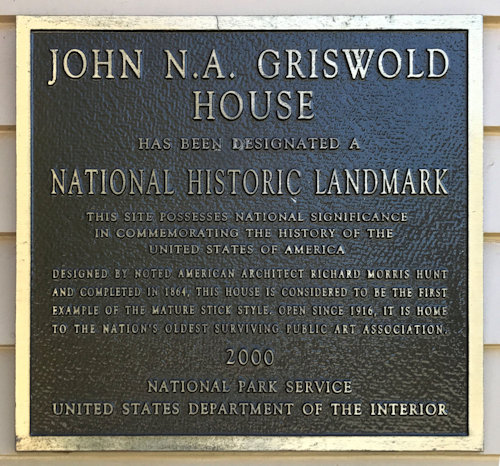 JOHN N.A. GRISWOLD
HOUSE
HAS BEEN DESIGNATED A
NATIONAL HISTORIC LANDMARK
THIS SITE POSSESSES NATIONAL SIGNIFICANCE
IN COMMEMORATING THE HISTORY OF THE
UNITED STATES OF AMERICA
DESIGNED BY NOTED AMERICAN ARCHITECT RICHARD MORRIS HUNT
AND COMPLETED IN 1864, THIS HOUSE IS CONSIDERED TO BE THE FIRST
EXAMPLE OF THE MATURE STICK STYLE. OPEN SINCE 1916, IT IS HOME
TO THE NATION'S OLDEST SURVIVING PUBLIC ART ASSOCIATION.
2000
NATIONAL PARK SERVICE
UNITED STATES DEPARTMENT OF THE INTERIOR